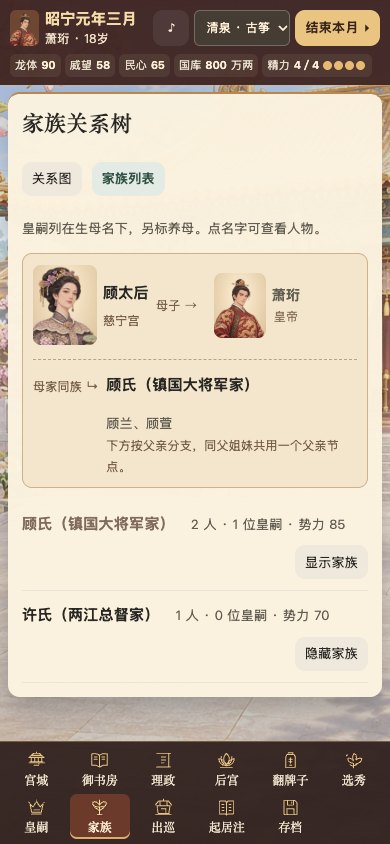 昭宁元年三月
萧珩 · 18岁
♪
清泉 · 古筝
结束本月
龙体 90
威望 58
民心 65
国库 800 万两
精力 4 / 4
家族关系树
关系图
家族列表
皇嗣列在生母名下，另标养母。点名字可查看人物。
顾太后
慈宁宫
母子 →
萧珩
皇帝
母家同族 ↪ 顾氏（镇国大将军家）
顾兰、顾萱
下方按父亲分支，同父姐妹共用一个父亲节
点。
顾氏（镇国大将军家） 2 人 · 1 位皇嗣 · 势力 85
显示家族
许氏（两江总督家） 1 人 · 0 位皇嗣 · 势力 70
隐藏家族
宫城 御书房 理政 后宫 翻牌子 选秀
皇嗣 家族 出巡 起居注 存档